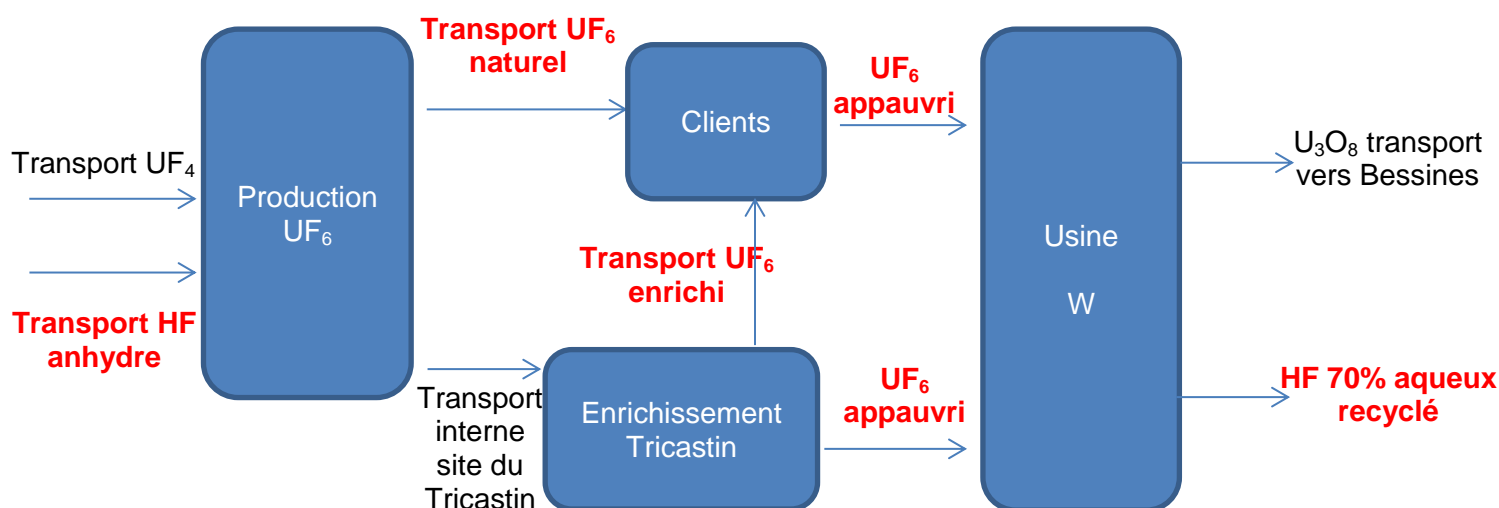 Transport UF₆
naturel
UF₆
appauvri
Clients
Transport UF₄
Production
UF₆
Transport HF
anhydre
Transport UF₆
enrichi
Usine
W
U₃O₈ transport
vers Bessines
Transport
interne
site du
Tricastin
Enrichissement
Tricastin
UF₆
appauvri
HF 70% aqueux
recyclé